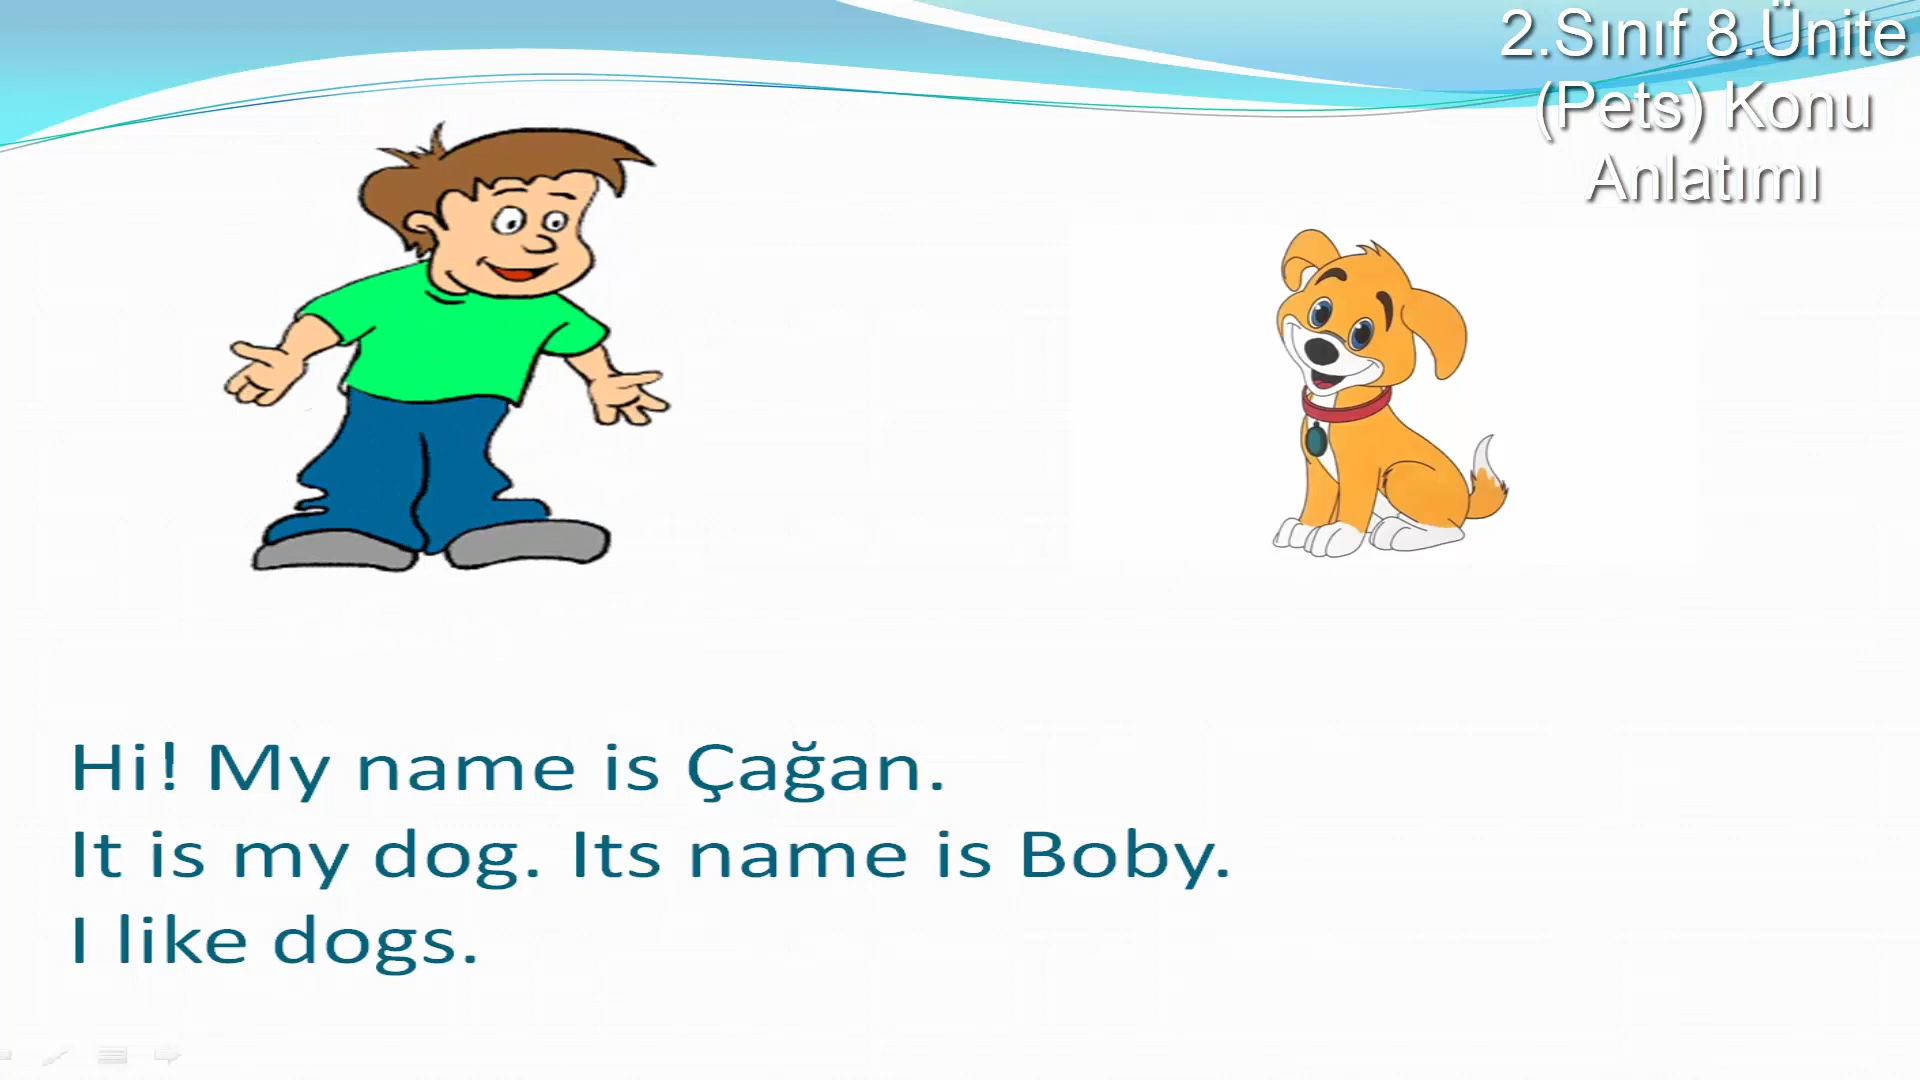 2.Sınıf 8.Ünite
(Pets) Konu
Anlatımı
Hi! My name is Çağan.
It is my dog. Its name is Boby.
I like dogs.